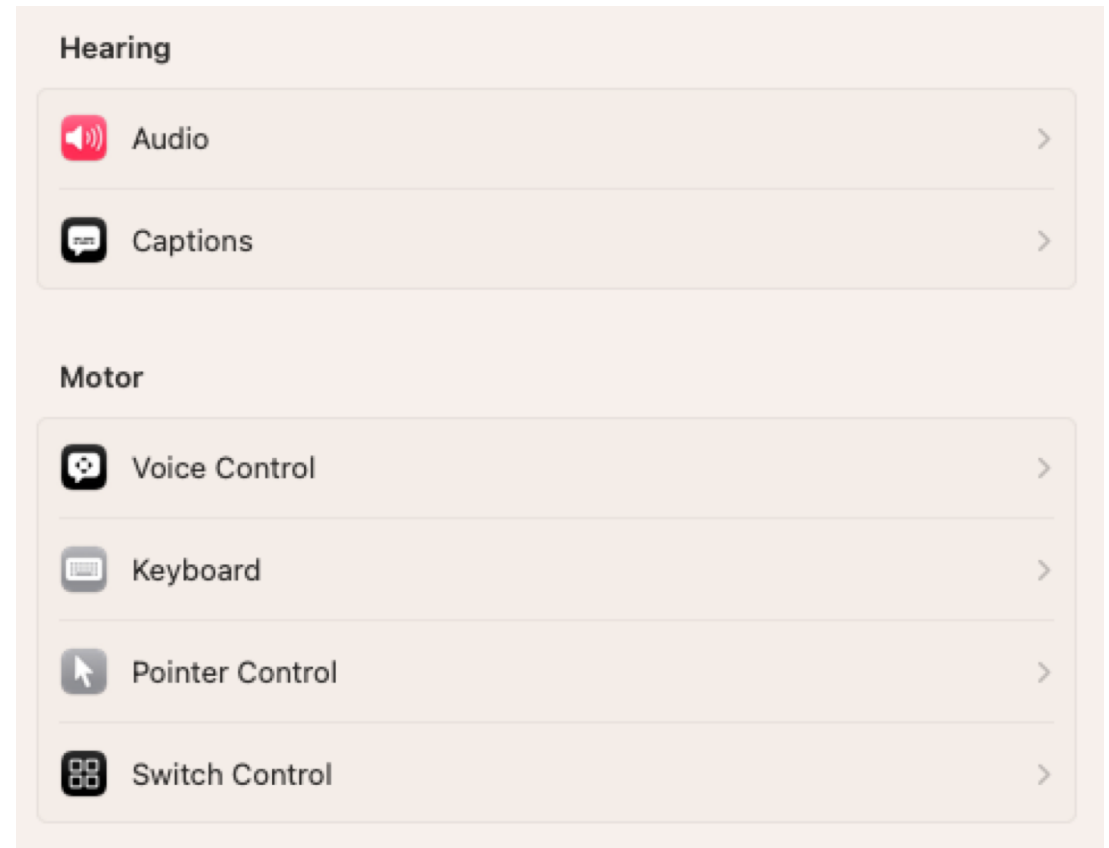 Hearing
Audio
Captions
Motor
Voice Control
Keyboard
Pointer Control
Switch Control